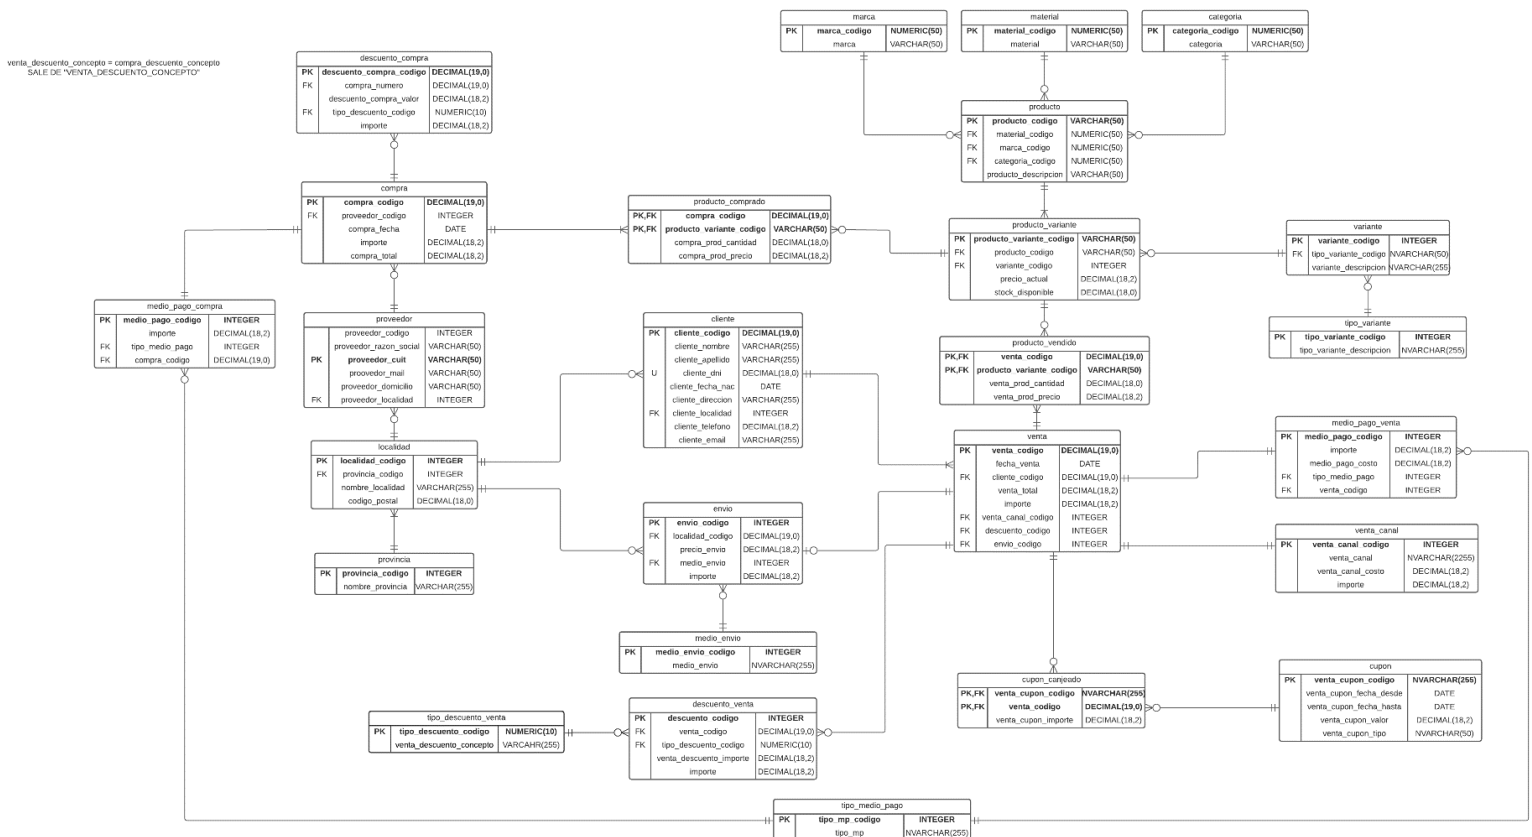 venta_descuento_concepto = compra_descuento_concepto
SALE DE "VENTA_DESCUENTO_CONCEPTO"
marca
PK marca_codigo NUMERIC(50)
marca VARCHAR(50)
material
PK material_codigo NUMERIC(50)
material VARCHAR(50)
categoria
PK categoria_codigo NUMERIC(50)
categoria VARCHAR(50)
descuento_compra
PK descuento_compra_codigo DECIMAL(19,0)
FK compra_numero DECIMAL(19,0)
descuento_compra_valor DECIMAL(18,2)
FK tipo_descuento_codigo NUMERIC(10)
importe DECIMAL(18,2)
producto
PK producto_codigo VARCHAR(50)
FK material_codigo NUMERIC(50)
FK marca_codigo NUMERIC(50)
FK categoria_codigo NUMERIC(50)
producto_descripcion VARCHAR(50)
compra
PK compra_codigo DECIMAL(19,0)
FK proveedor_codigo INTEGER
compra_fecha DATE
importe DECIMAL(18,2)
compra_total DECIMAL(18,2)
producto_comprado
PK,FK compra_codigo DECIMAL(19,0)
PK,FK producto_variante_codigo VARCHAR(50)
compra_prod_cantidad DECIMAL(18,0)
compra_prod_precio DECIMAL(18,2)
producto_variante
PK producto_variante_codigo VARCHAR(50)
FK producto_codigo VARCHAR(50)
FK variante_codigo INTEGER
precio_actual DECIMAL(18,2)
stock_disponible DECIMAL(18,0)
variante
PK variante_codigo INTEGER
FK tipo_variante_codigo NVARCHAR(50)
variante_descripcion NVARCHAR(255)
medio_pago_compra
PK medio_pago_codigo INTEGER
importe DECIMAL(18,2)
FK tipo_medio_pago INTEGER
FK compra_codigo DECIMAL(19,0)
proveedor
proveedor_codigo INTEGER
proveedor_razon_social VARCHAR(50)
PK proveedor_cuit VARCHAR(50)
proovedor_mail VARCHAR(50)
proveedor_domicilio VARCHAR(50)
FK proveedor_localidad INTEGER
cliente
PK cliente_codigo DECIMAL(19,0)
cliente_nombre VARCHAR(255)
cliente_apellido VARCHAR(255)
U cliente_dni DECIMAL(18,0)
cliente_fecha_nac DATE
cliente_direccion VARCHAR(255)
FK cliente_localidad INTEGER
cliente_telefono DECIMAL(18,2)
cliente_email VARCHAR(255)
tipo_variante
PK tipo_variante_codigo INTEGER
tipo_variante_descripcion NVARCHAR(255)
producto_vendido
PK,FK venta_codigo DECIMAL(19,0)
PK,FK producto_variante_codigo VARCHAR(50)
venta_prod_cantidad DECIMAL(18,0)
venta_prod_precio DECIMAL(18,2)
localidad
PK localidad_codigo INTEGER
FK provincia_codigo INTEGER
nombre_localidad VARCHAR(255)
codigo_postal DECIMAL(18,0)
venta
PK venta_codigo DECIMAL(19,0)
fecha_venta DATE
FK cliente_codigo DECIMAL(19,0)
venta_total DECIMAL(18,2)
importe DECIMAL(18,2)
FK venta_canal_codigo INTEGER
FK descuento_codigo INTEGER
FK envio_codigo INTEGER
medio_pago_venta
PK medio_pago_codigo INTEGER
importe DECIMAL(18,2)
medio_pago_costo DECIMAL(18,2)
FK tipo_medio_pago INTEGER
FK venta_codigo INTEGER
envio
PK envio_codigo INTEGER
FK localidad_codigo DECIMAL(19,0)
precio_envio DECIMAL(18,2)
FK medio_envio INTEGER
importe DECIMAL(18,2)
venta_canal
PK venta_canal_codigo INTEGER
venta_canal NVARCHAR(2255)
venta_canal_costo DECIMAL(18,2)
importe DECIMAL(18,2)
provincia
PK provincia_codigo INTEGER
nombre_provincia VARCHAR(255)
medio_envio
PK medio_envio_codigo INTEGER
medio_envio NVARCHAR(255)
cupon_canjeado
PK,FK venta_cupon_codigo NVARCHAR(255)
PK,FK venta_codigo DECIMAL(19,0)
venta_cupon_importe DECIMAL(18,2)
cupon
PK venta_cupon_codigo NVARCHAR(255)
venta_cupon_fecha_desde DATE
venta_cupon_fecha_hasta DATE
venta_cupon_valor DECIMAL(18,2)
venta_cupon_tipo NVARCHAR(50)
tipo_descuento_venta
PK tipo_descuento_codigo NUMERIC(10)
venta_descuento_concepto VARCAHR(255)
descuento_venta
PK descuento_codigo INTEGER
FK venta_codigo DECIMAL(19,0)
FK tipo_descuento_codigo NUMERIC(10)
venta_descuento_importe DECIMAL(18,2)
importe DECIMAL(18,2)
tipo_medio_pago
PK tipo_mp_codigo INTEGER
tipo_mp NVARCHAR(255)